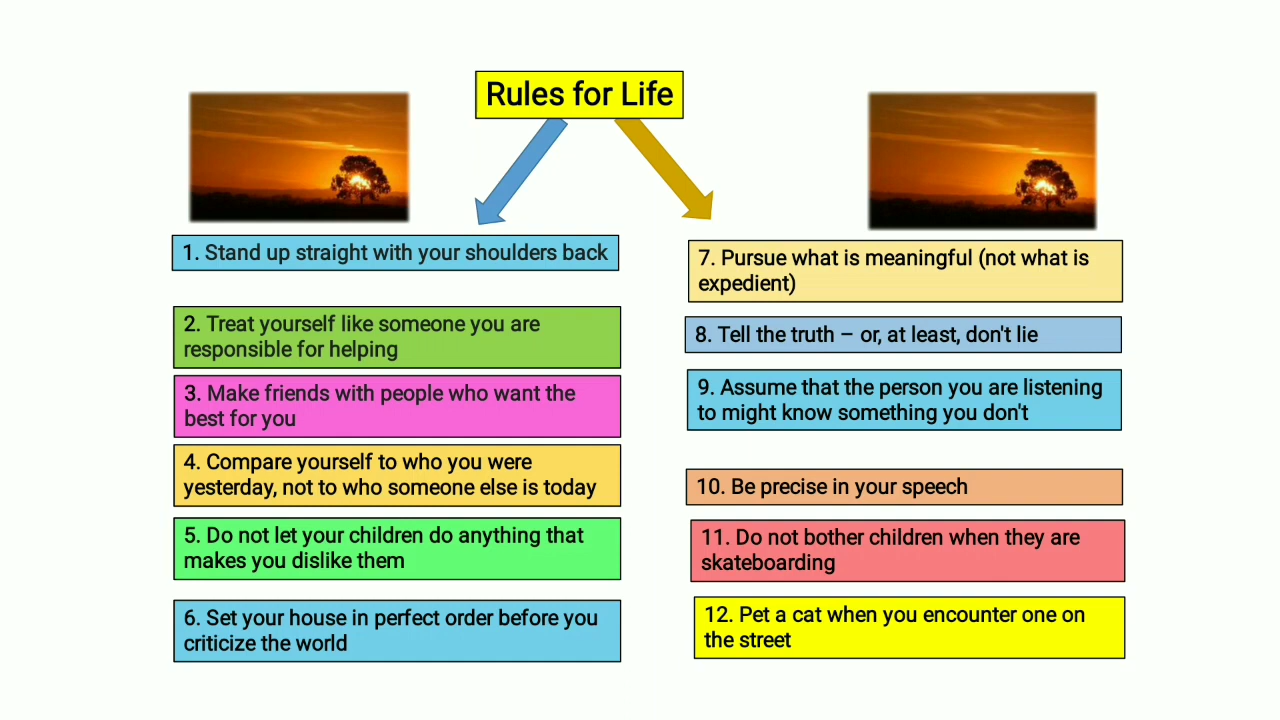 Rules for Life
1. Stand up straight with your shoulders back
2. Treat yourself like someone you are
responsible for helping
3. Make friends with people who want the
best for you
4. Compare yourself to who you were
yesterday, not to who someone else is today
5. Do not let your children do anything that
makes you dislike them
6. Set your house in perfect order before you
criticize the world
7. Pursue what is meaningful (not what is
expedient)
8. Tell the truth – or, at least, don't lie
9. Assume that the person you are listening
to might know something you don't
10. Be precise in your speech
11. Do not bother children when they are
skateboarding
12. Pet a cat when you encounter one on
the street